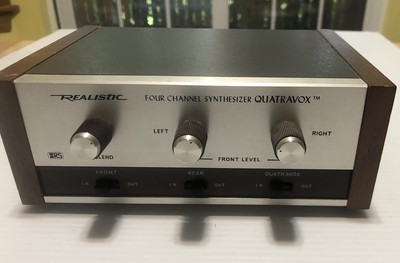 REALISTIC
FOUR CHANNEL SYNTHESIZER QUATRAVOX™
LEFT
RIGHT
BLEND
FRONT LEVEL
FRONT
REAR
QUATRAVOX
IN OUT
IN OUT
IN OUT